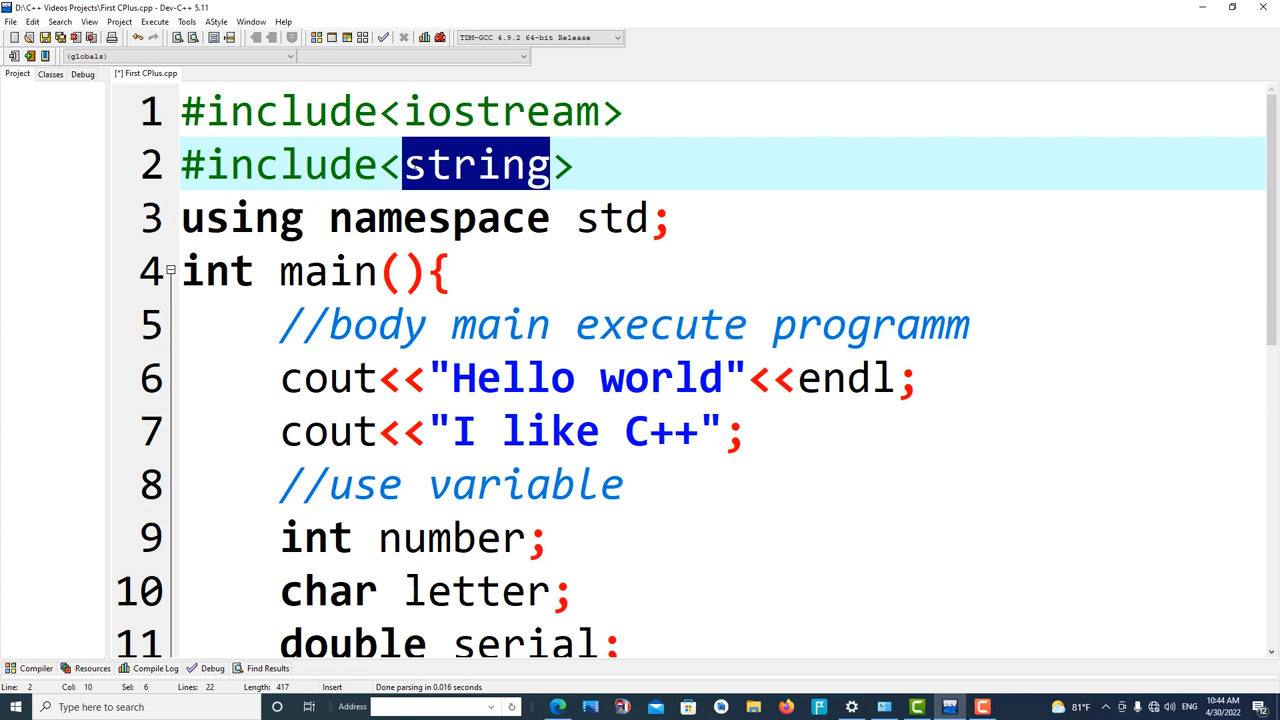 D:\C++ Videos Projects\First CPlus.cpp - Dev-C++ 5.11
File Edit Search View Project Execute Tools AStyle Window Help
TDM-GCC 4.9.2 64-bit Release
(globals)
Project Classes Debug [*] First CPlus.cpp
1 #include<iostream>
2 #include<string>
3 using namespace std;
4 int main(){
5 //body main execute programm
6 cout<<"Hello world"<<endl;
7 cout<<"I like C++";
8 //use variable
9 int number;
10 char letter;
11 double serial;
Compiler Resources Compile Log Debug Find Results
Line: 2 Col: 10 Sel: 6 Lines: 22 Length: 417 Insert Done parsing in 0.016 seconds
Type here to search Address DEV 81°F ENG 10:44 AM
4/30/2022